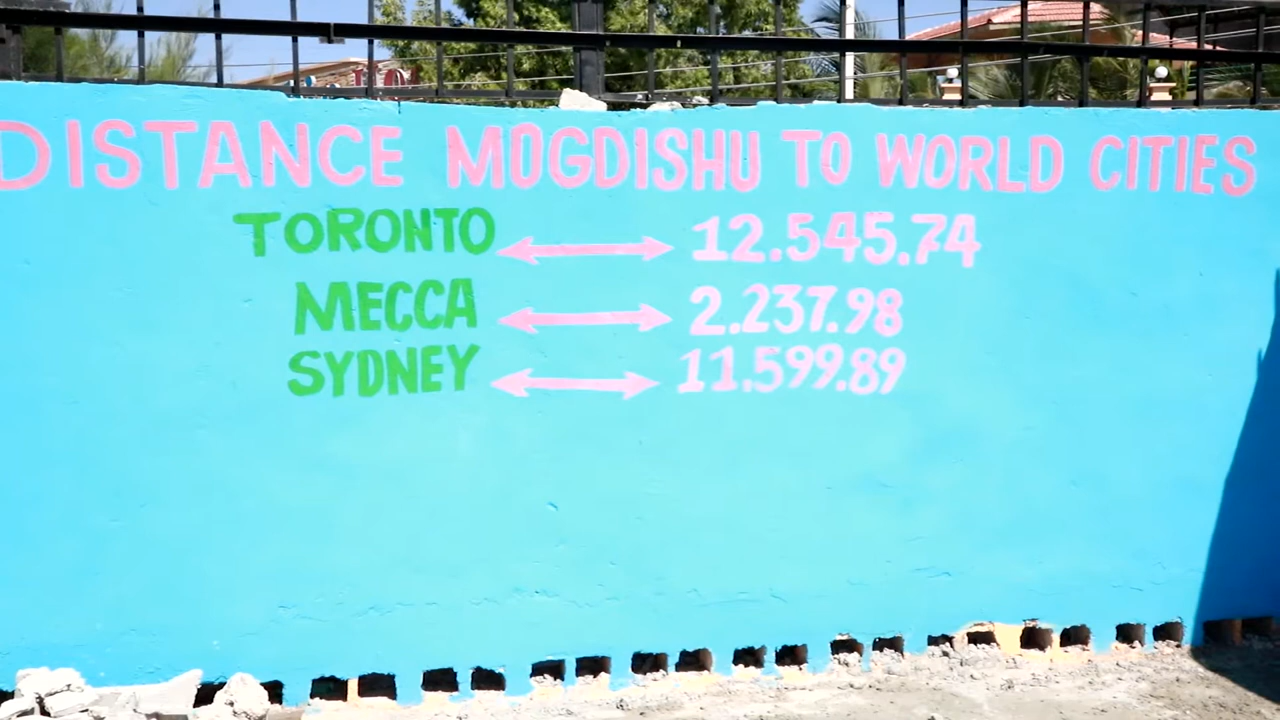 DISTANCE MOGDISHU TO WORLD CITIES
TORONTO 12.545.74
MECCA 2.237.98
SYDNEY 11.599.89